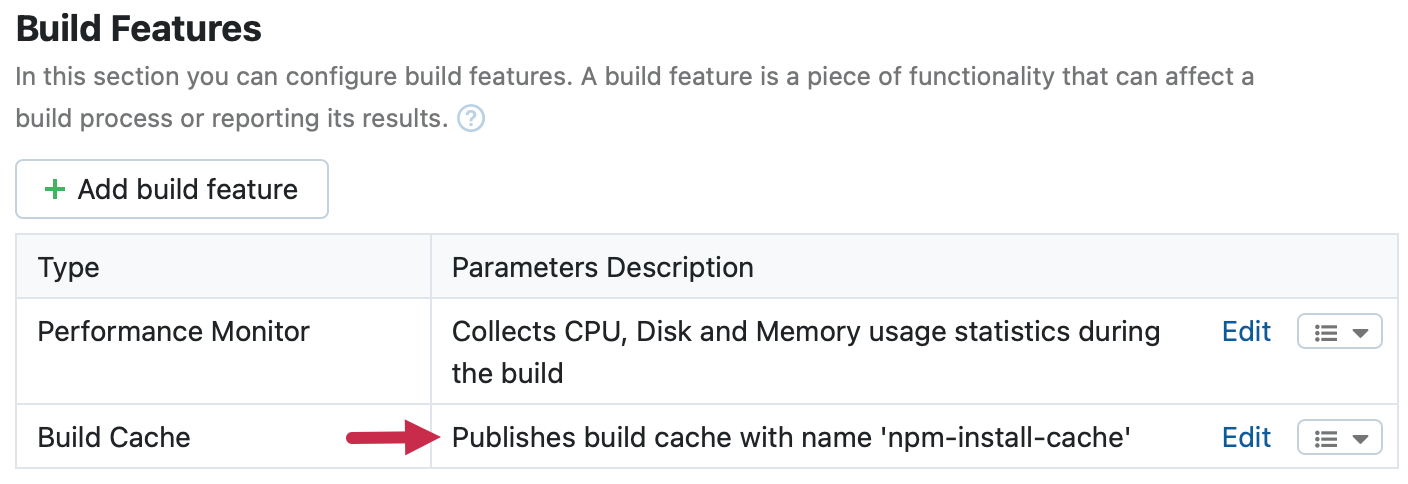 Build Features
In this section you can configure build features. A build feature is a piece of functionality that can affect a
build process or reporting its results. ?
+ Add build feature
Type Parameters Description
Performance Monitor Collects CPU, Disk and Memory usage statistics during Edit
the build
Build Cache Publishes build cache with name 'npm-install-cache' Edit